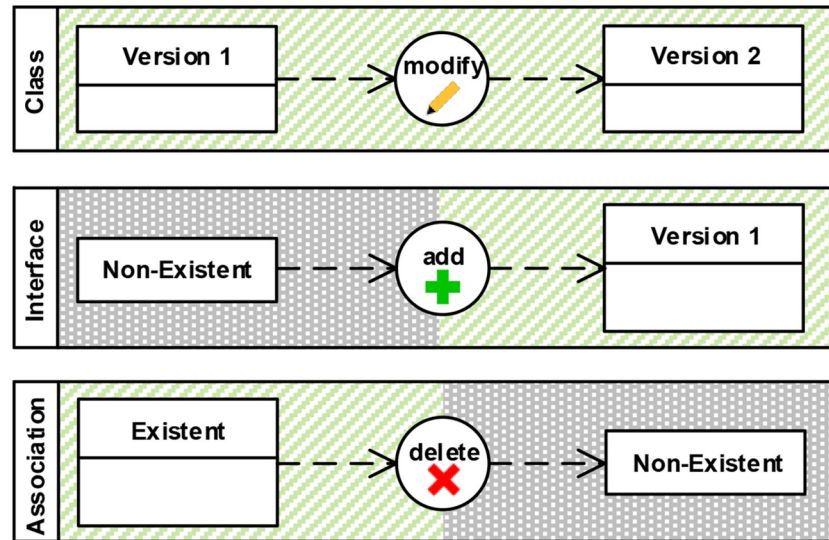 Class
Version 1
modify
Version 2
Interface
Non-Existent
add
Version 1
Association
Existent
delete
Non-Existent